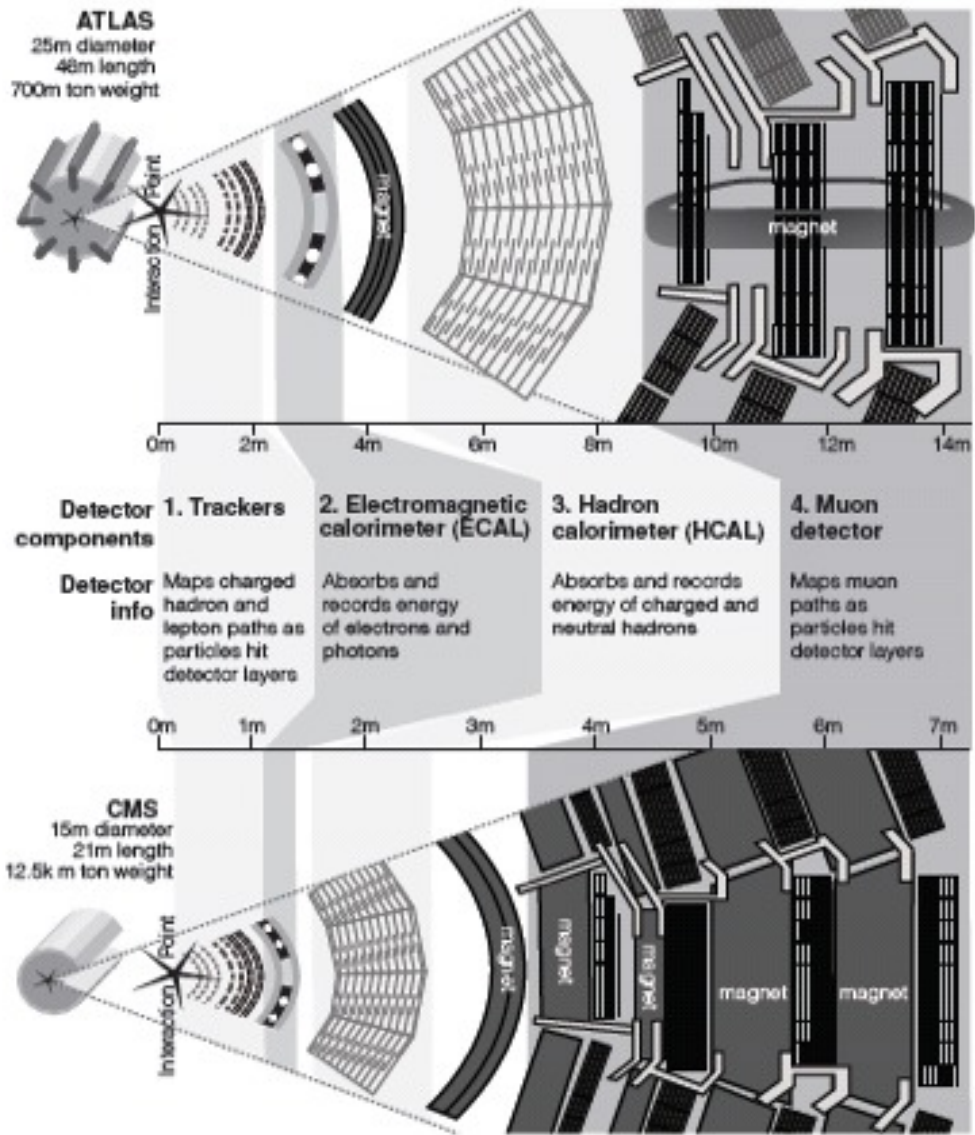 ATLAS
25m diameter
46m length
700m ton weight
Interaction Point
magnet
magnet
0m 2m 4m 6m 8m 10m 12m 14m
Detector components
1. Trackers
2. Electromagnetic calorimeter (ECAL)
3. Hadron calorimeter (HCAL)
4. Muon detector
Detector info
Maps charged
hadron and
lepton paths as
particles hit
detector layers
Absorbs and
records energy
of electrons and
photons
Absorbs and records
energy of charged and
neutral hadrons
Maps muon
paths as
particles hit
detector layers
0m 1m 2m 3m 4m 5m 6m 7m
CMS
15m diameter
21m length
12.5k m ton weight
Interaction Point
magnet
magnet
magnet
magnet
magnet